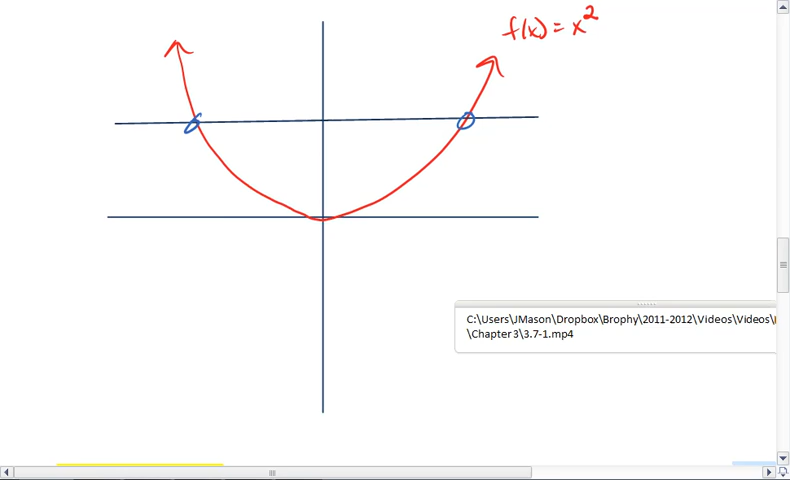 f(x) = x²
C:\Users\JMason\Dropbox\Brophy\2011-2012\Videos\Videos\
\Chapter 3\3.7-1.mp4